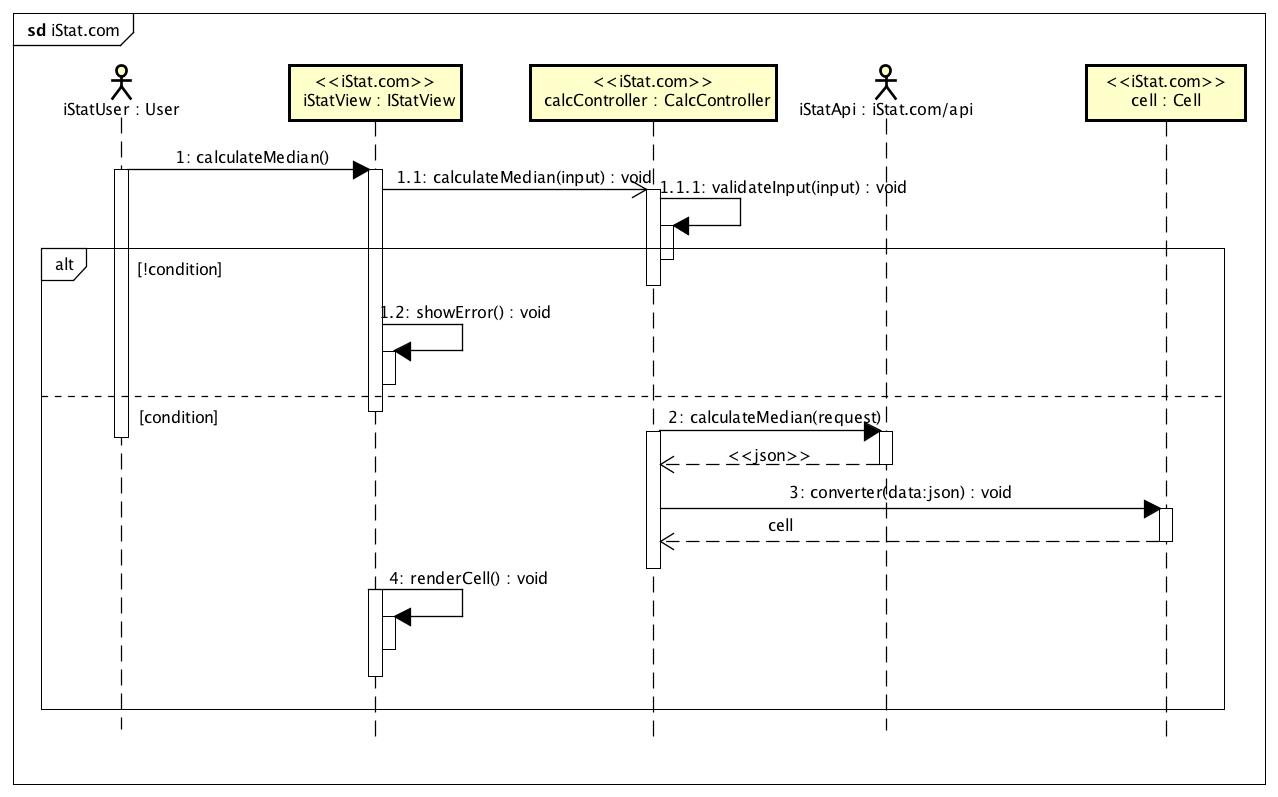 sd iStat.com
iStatUser : User
<<iStat.com>>
iStatView : IStatView
<<iStat.com>>
calcController : CalcController
iStatApi : iStat.com/api
<<iStat.com>>
cell : Cell
1: calculateMedian()
1.1: calculateMedian(input) : void
1.1.1: validateInput(input) : void
alt
[!condition]
1.2: showError() : void
[condition]
2: calculateMedian(request)
<<json>>
3: converter(data:json) : void
cell
4: renderCell() : void